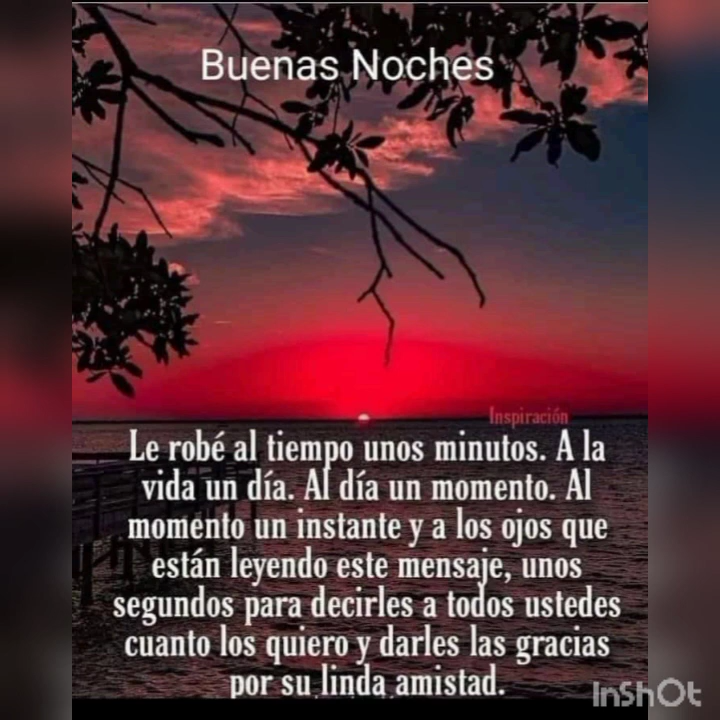 Buenas Noches
Inspiración
Le robé al tiempo unos minutos. A la
vida un día. Al día un momento. Al
momento un instante y a los ojos que
están leyendo este mensaje, unos
segundos para decirles a todos ustedes
cuanto los quiero y darles las gracias
por su linda amistad.
InShOt